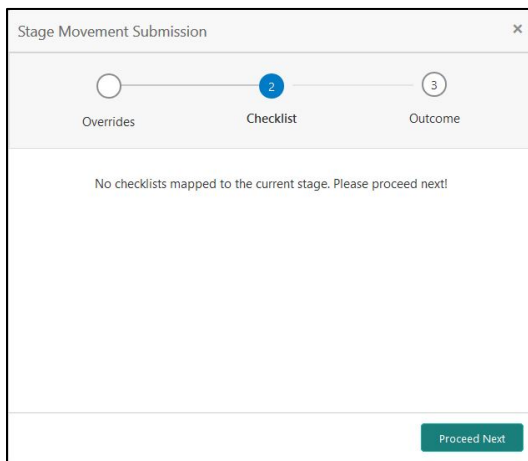 Stage Movement Submission ×
2
3
Overrides
Checklist
Outcome
No checklists mapped to the current stage. Please proceed next!
Proceed Next